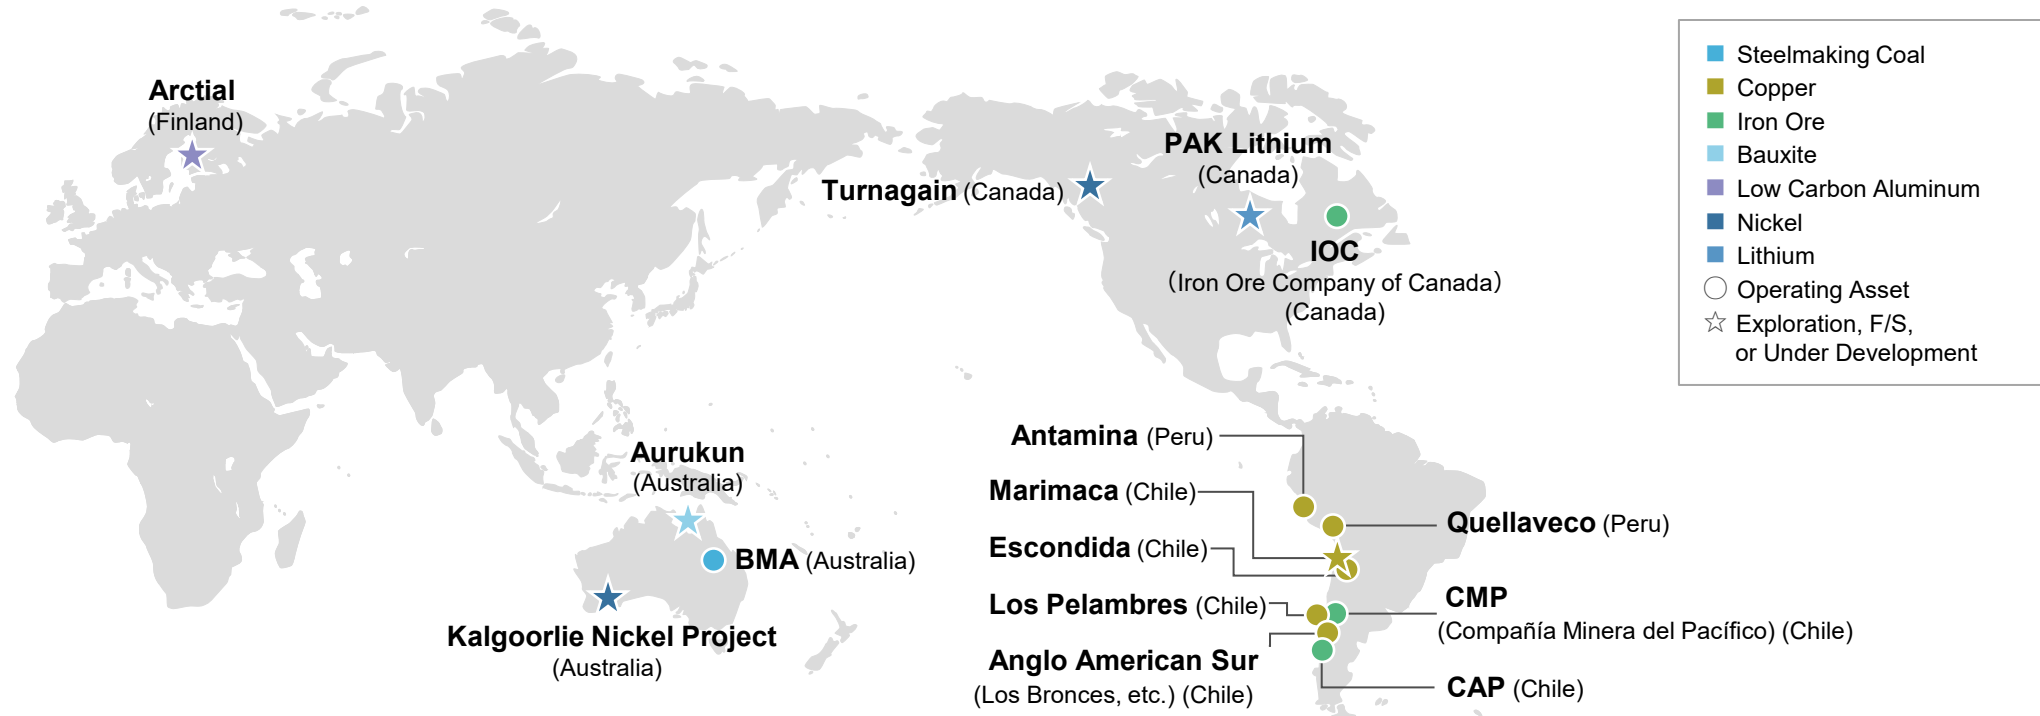 Arctial
(Finland)
Turnagain (Canada)
PAK Lithium
(Canada)
IOC
（Iron Ore Company of Canada）
(Canada)
Steelmaking Coal
Copper
Iron Ore
Bauxite
Low Carbon Aluminum
Nickel
Lithium
Operating Asset
Exploration, F/S,
or Under Development
Aurukun
(Australia)
BMA (Australia)
Kalgoorlie Nickel Project
(Australia)
Antamina (Peru)
Marimaca (Chile)
Escondida (Chile)
Los Pelambres (Chile)
Anglo American Sur
(Los Bronces, etc.) (Chile)
Quellaveco (Peru)
CMP
(Compañía Minera del Pacífico) (Chile)
CAP (Chile)